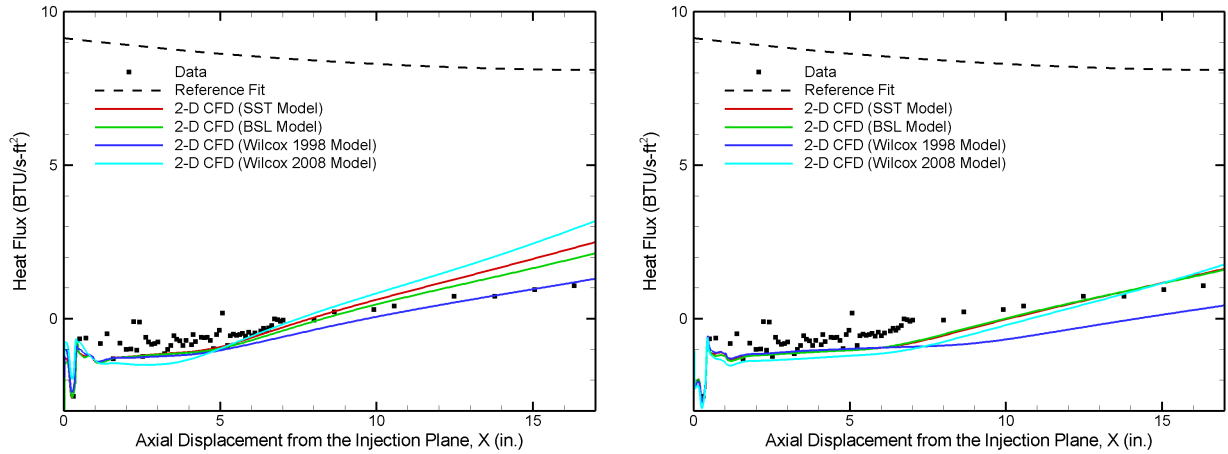 10
5
0
Heat Flux (BTU/s-ft²)
Data
Reference Fit
2-D CFD (SST Model)
2-D CFD (BSL Model)
2-D CFD (Wilcox 1998 Model)
2-D CFD (Wilcox 2008 Model)
0
5
10
15
Axial Displacement from the Injection Plane, X (in.)
10
5
0
Heat Flux (BTU/s-ft²)
Data
Reference Fit
2-D CFD (SST Model)
2-D CFD (BSL Model)
2-D CFD (Wilcox 1998 Model)
2-D CFD (Wilcox 2008 Model)
0
5
10
15
Axial Displacement from the Injection Plane, X (in.)